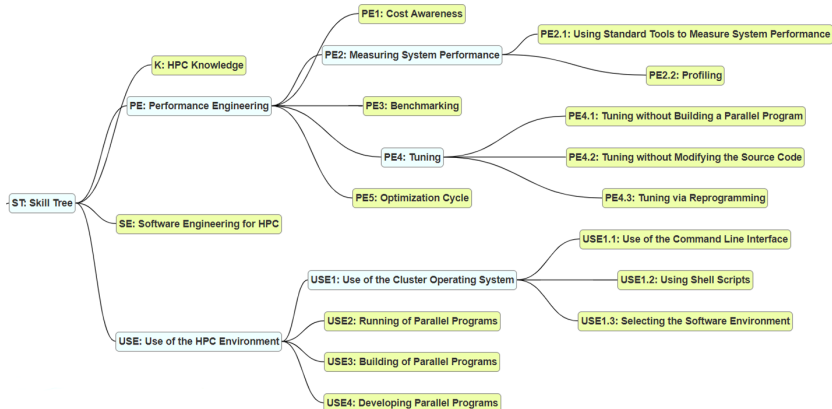 PE1: Cost Awareness
PE2.1: Using Standard Tools to Measure System Performance
PE2: Measuring System Performance
K: HPC Knowledge
PE2.2: Profiling
PE: Performance Engineering
PE3: Benchmarking
PE4.1: Tuning without Building a Parallel Program
PE4: Tuning
PE4.2: Tuning without Modifying the Source Code
PE5: Optimization Cycle
PE4.3: Tuning via Reprogramming
ST: Skill Tree
SE: Software Engineering for HPC
USE1.1: Use of the Command Line Interface
USE1: Use of the Cluster Operating System
USE1.2: Using Shell Scripts
USE2: Running of Parallel Programs
USE1.3: Selecting the Software Environment
USE: Use of the HPC Environment
USE3: Building of Parallel Programs
USE4: Developing Parallel Programs